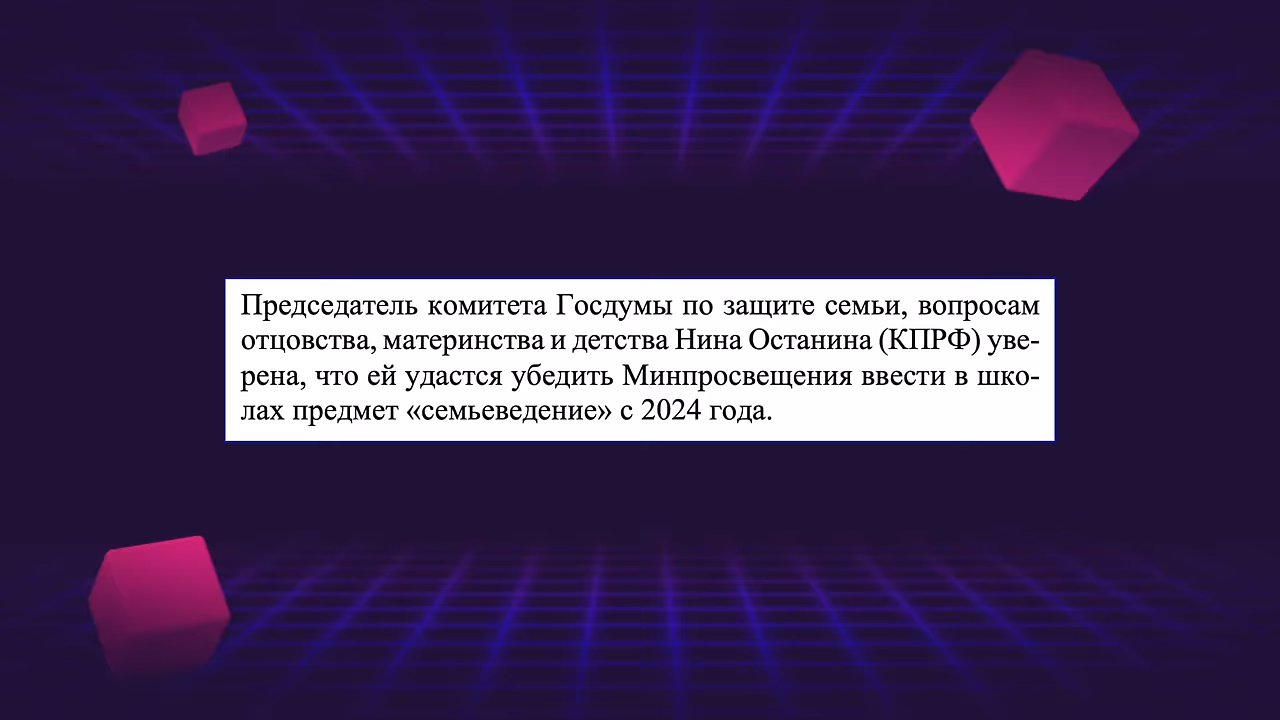 Председатель комитета Госдумы по защите семьи, вопросам
отцовства, материнства и детства Нина Останина (КПРФ) уве-
рена, что ей удастся убедить Минпросвещения ввести в шко-
лах предмет «семьеведение» с 2024 года.